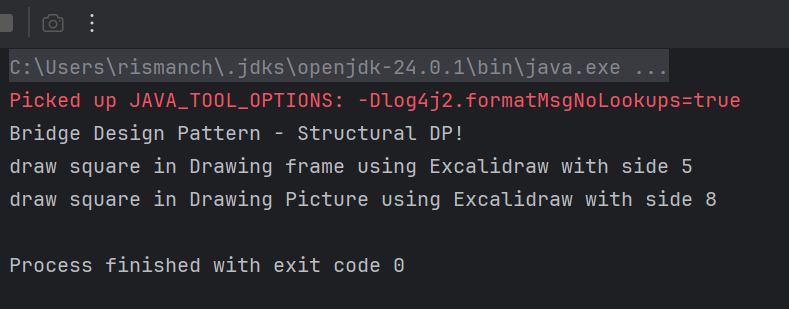 C:\Users\rismanch\.jdks\openjdk-24.0.1\bin\java.exe ...
Picked up JAVA_TOOL_OPTIONS: -Dlog4j2.formatMsgNoLookups=true
Bridge Design Pattern - Structural DP!
draw square in Drawing frame using Excalidraw with side 5
draw square in Drawing Picture using Excalidraw with side 8
Process finished with exit code 0